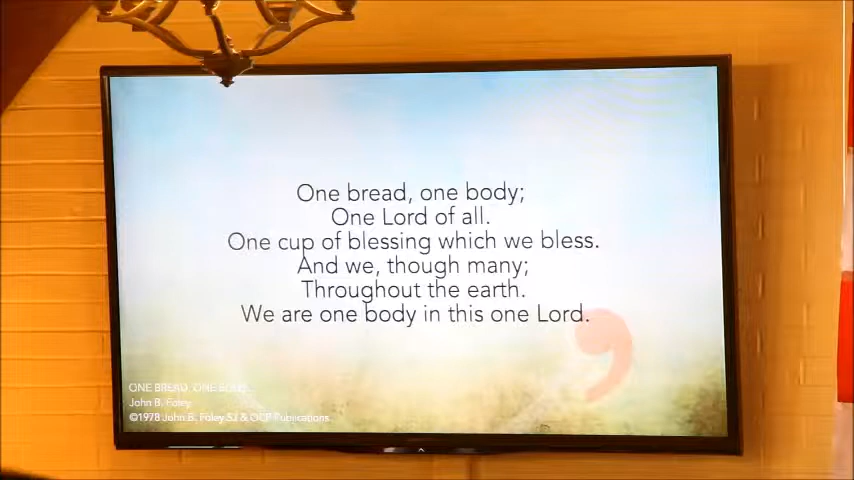 One bread, one body;
One Lord of all.
One cup of blessing which we bless.
And we, though many;
Throughout the earth.
We are one body in this one Lord.
ONE BREAD, ONE BODY
John B. Foley
©1978 John B. Foley SJ & OCP Publications